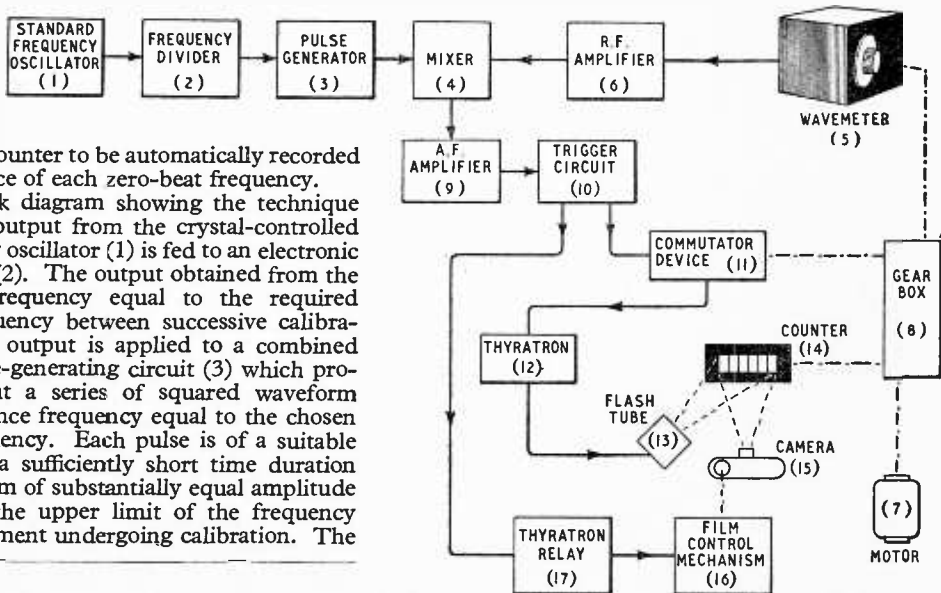 STANDARD
FREQUENCY
OSCILLATOR
(1)
FREQUENCY
DIVIDER
(2)
PULSE
GENERATOR
(3)
MIXER
(4)
R.F.
AMPLIFIER
(6)
WAVEMETER
(5)
ounter to be automatically recorded
ce of each zero-beat frequency.
k diagram showing the technique
output from the crystal-controlled
oscillator (1) is fed to an electronic
(2). The output obtained from the
requency equal to the required
uency between successive calibra-
output is applied to a combined
e-generating circuit (3) which pro-
t a series of squared waveform
nce frequency equal to the chosen
ency. Each pulse is of a suitable
a sufficiently short time duration
m of substantially equal amplitude
he upper limit of the frequency
ment undergoing calibration. The
A.F.
AMPLIFIER
(9)
TRIGGER
CIRCUIT
(10)
COMMUTATOR
DEVICE (11)
GEAR
BOX
(8)
THYRATRON
(12)
COUNTER
(14)
FLASH
TUBE
(13)
CAMERA
(15)
(7)
MOTOR
THYRATRON
RELAY
(17)
FILM
CONTROL
MECHANISM
(16)